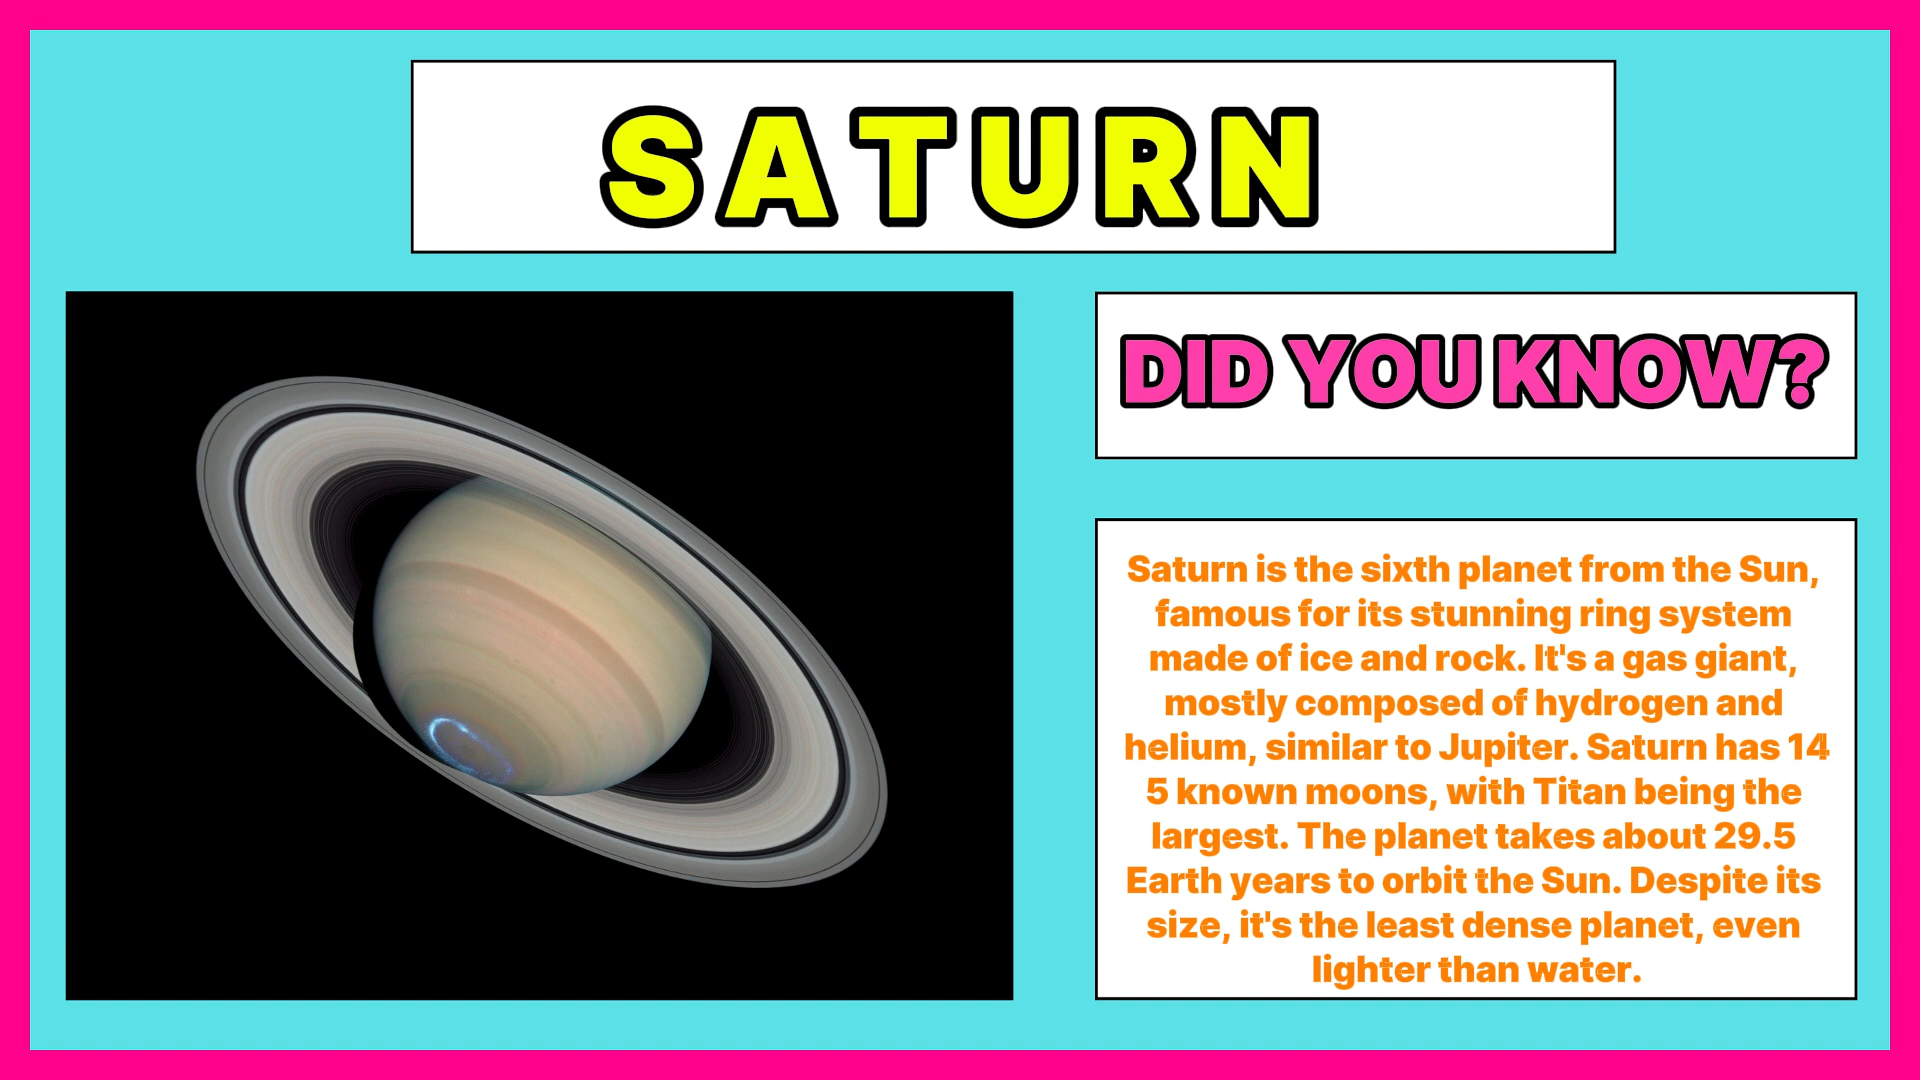 SATURN
DID YOU KNOW?
Saturn is the sixth planet from the Sun,
famous for its stunning ring system
made of ice and rock. It's a gas giant,
mostly composed of hydrogen and
helium, similar to Jupiter. Saturn has 14
5 known moons, with Titan being the
largest. The planet takes about 29.5
Earth years to orbit the Sun. Despite its
size, it's the least dense planet, even
lighter than water.